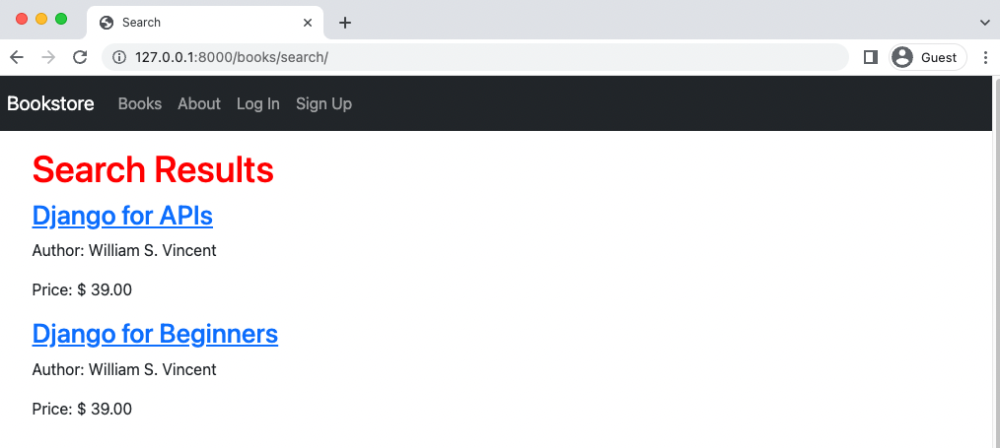 Search
127.0.0.1:8000/books/search/
Guest
Bookstore Books About Log In Sign Up
Search Results
Django for APIs
Author: William S. Vincent
Price: $ 39.00
Django for Beginners
Author: William S. Vincent
Price: $ 39.00